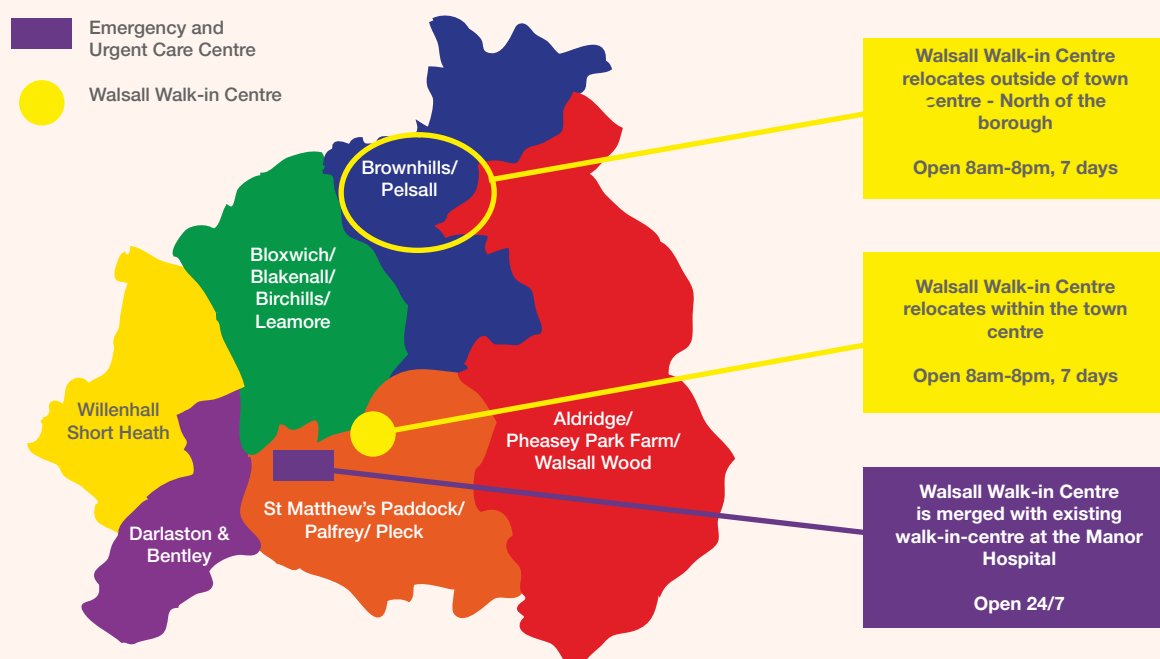 Emergency and
Urgent Care Centre
Walsall Walk-in Centre
Brownhills/
Pelsall
Bloxwich/
Blakenall/
Birchills/
Leamore
Willenhall
Short Heath
Aldridge/
Pheasey Park Farm/
Walsall Wood
St Matthew's Paddock/
Palfrey/ Pleck
Darlaston &
Bentley
Walsall Walk-in Centre
relocates outside of town
centre - North of the
borough
Open 8am-8pm, 7 days
Walsall Walk-in Centre
relocates within the town
centre
Open 8am-8pm, 7 days
Walsall Walk-in Centre
is merged with existing
walk-in-centre at the Manor
Hospital
Open 24/7